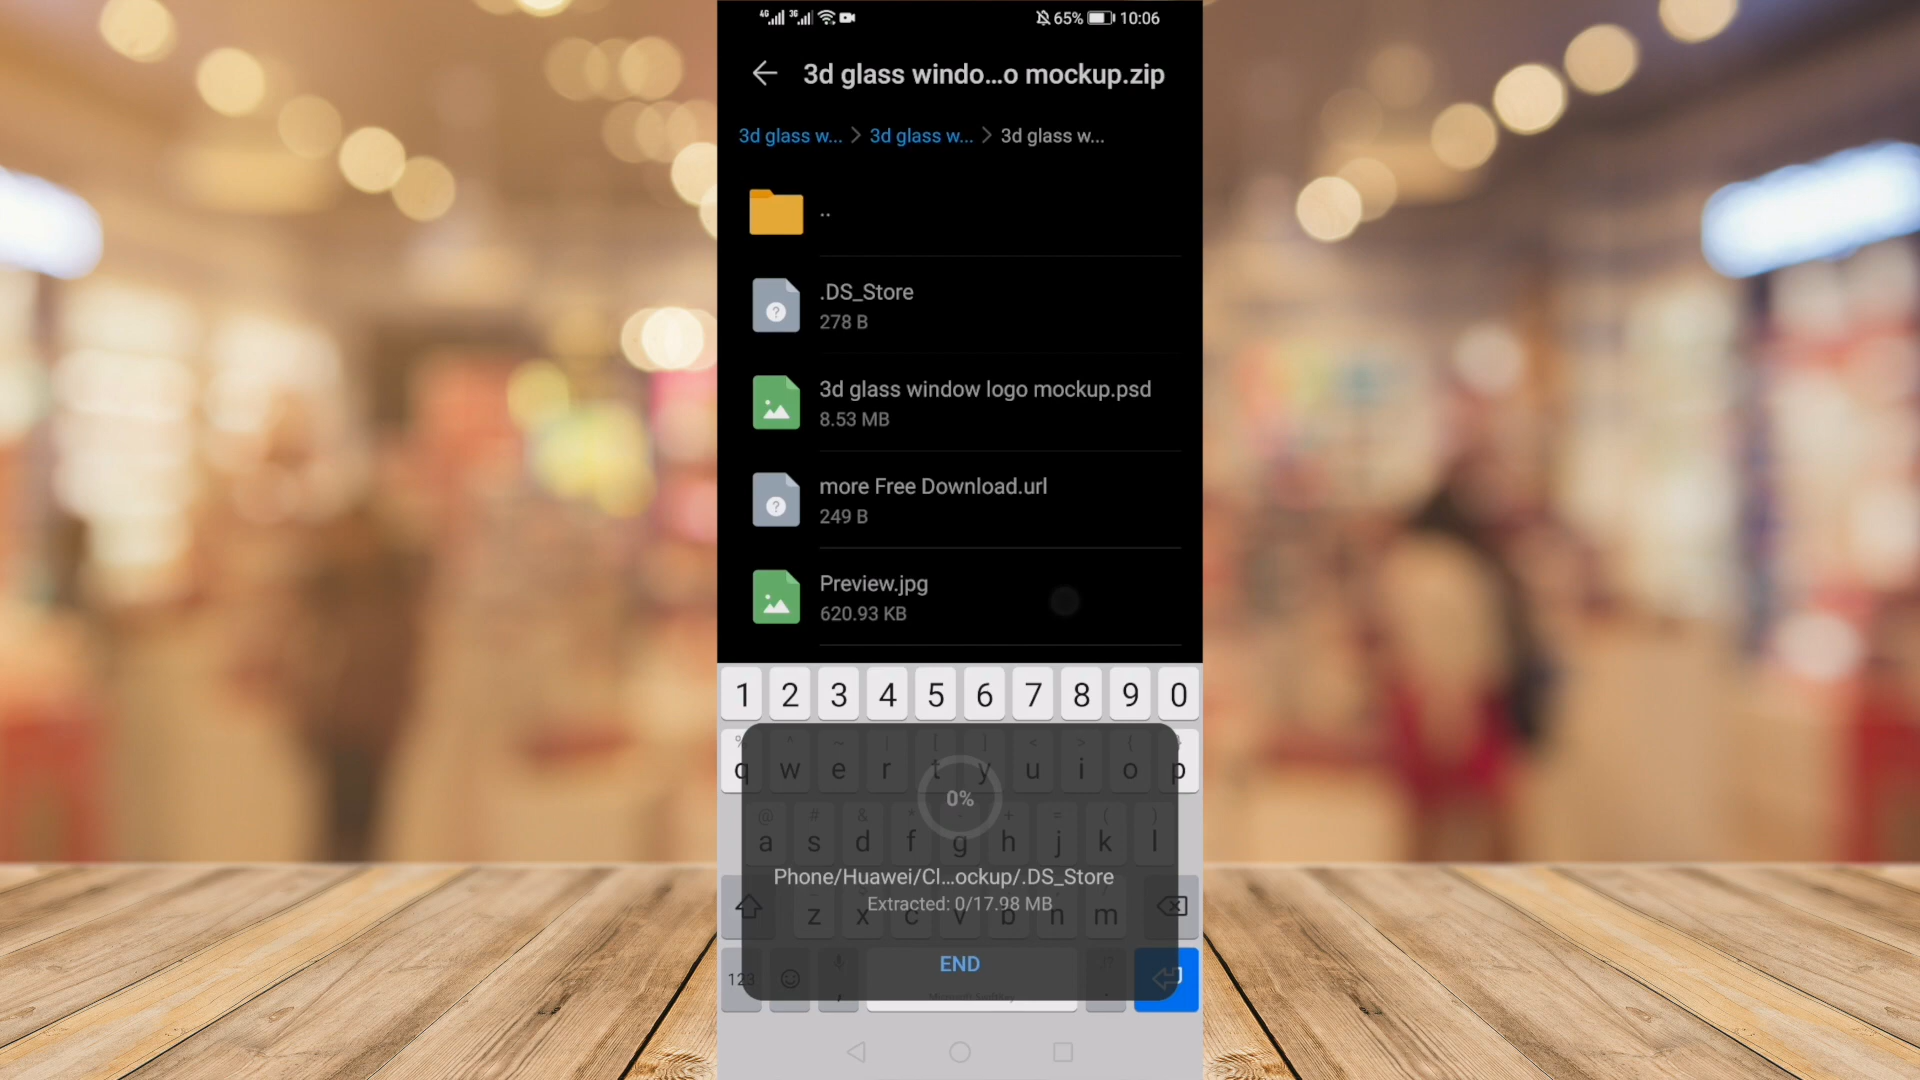 4G 3G 65% 10:06
3d glass windo...o mockup.zip
3d glass w... > 3d glass w... > 3d glass w...
..
.DS_Store
278 B
3d glass window logo mockup.psd
8.53 MB
more Free Download.url
249 B
Preview.jpg
620.93 KB
1 2 3 4 5 6 7 8 9 0
% ^ ~ | [ ] < > { }
q w e r t y u i o p
0%
@ # & * - + = ( )
a s d f g h j k l
Phone/Huawei/Cl...ockup/.DS_Store
Extracted: 0/17.98 MB
z x c v b n m
END
123 , .